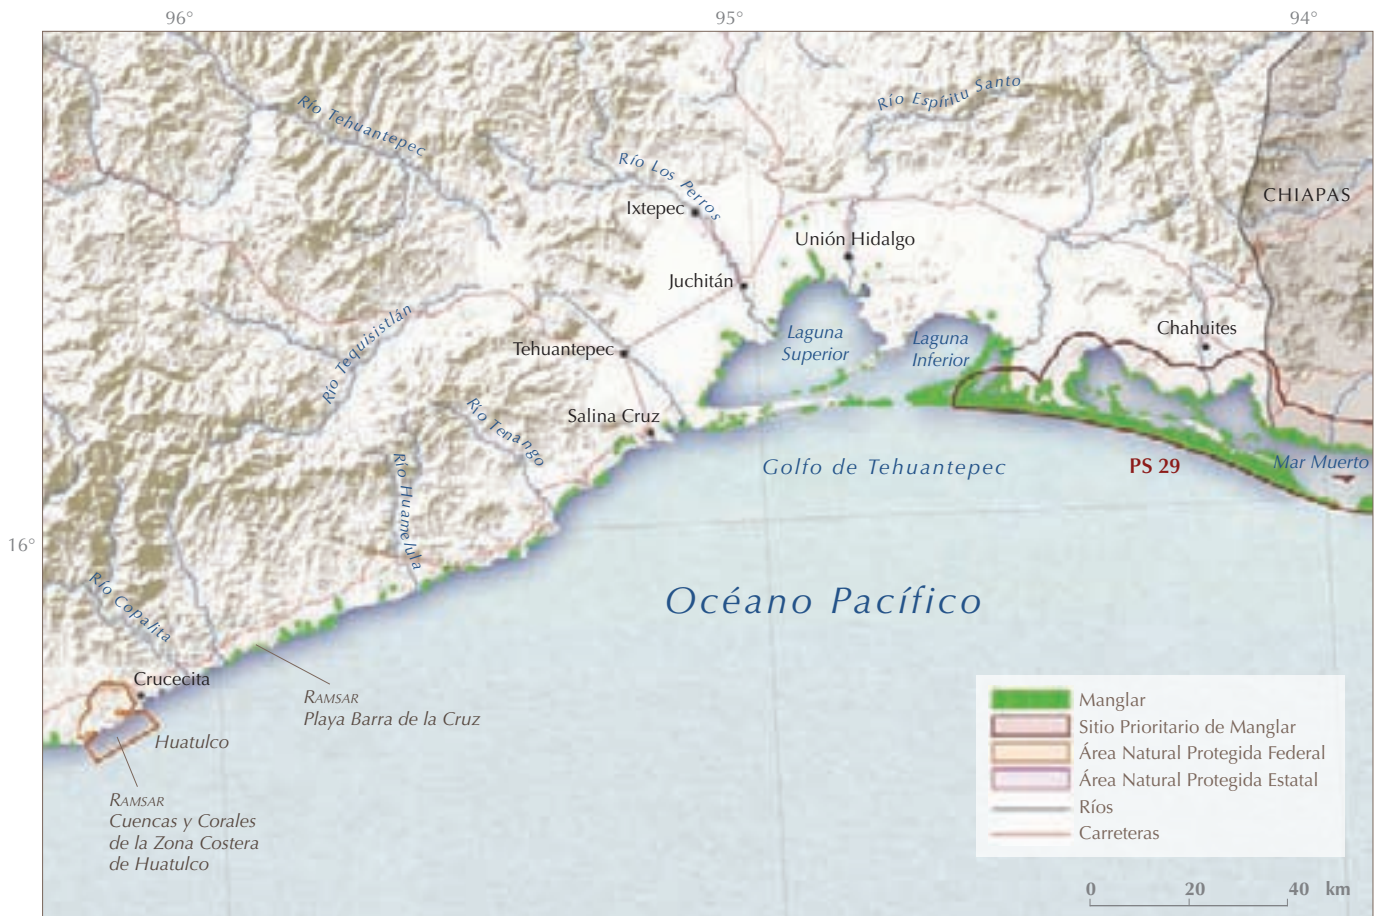 96°
95°
94°
Río Espíritu Santo
Río Tehuantepec
Río Los Perros
CHIAPAS
Ixtepec
Unión Hidalgo
Juchitán
Río Tequisistlán
Laguna
Superior
Laguna
Inferior
Chahuites
Tehuantepec
Salina Cruz
Río Tenango
Río Huamelula
Golfo de Tehuantepec
PS 29
Mar Muerto
16°
Río Copalita
Océano Pacífico
Crucecita
RAMSAR
Playa Barra de la Cruz
Huatulco
RAMSAR
Cuencas y Corales
de la Zona Costera
de Huatulco
Manglar
Sitio Prioritario de Manglar
Área Natural Protegida Federal
Área Natural Protegida Estatal
Ríos
Carreteras
0 20 40 km